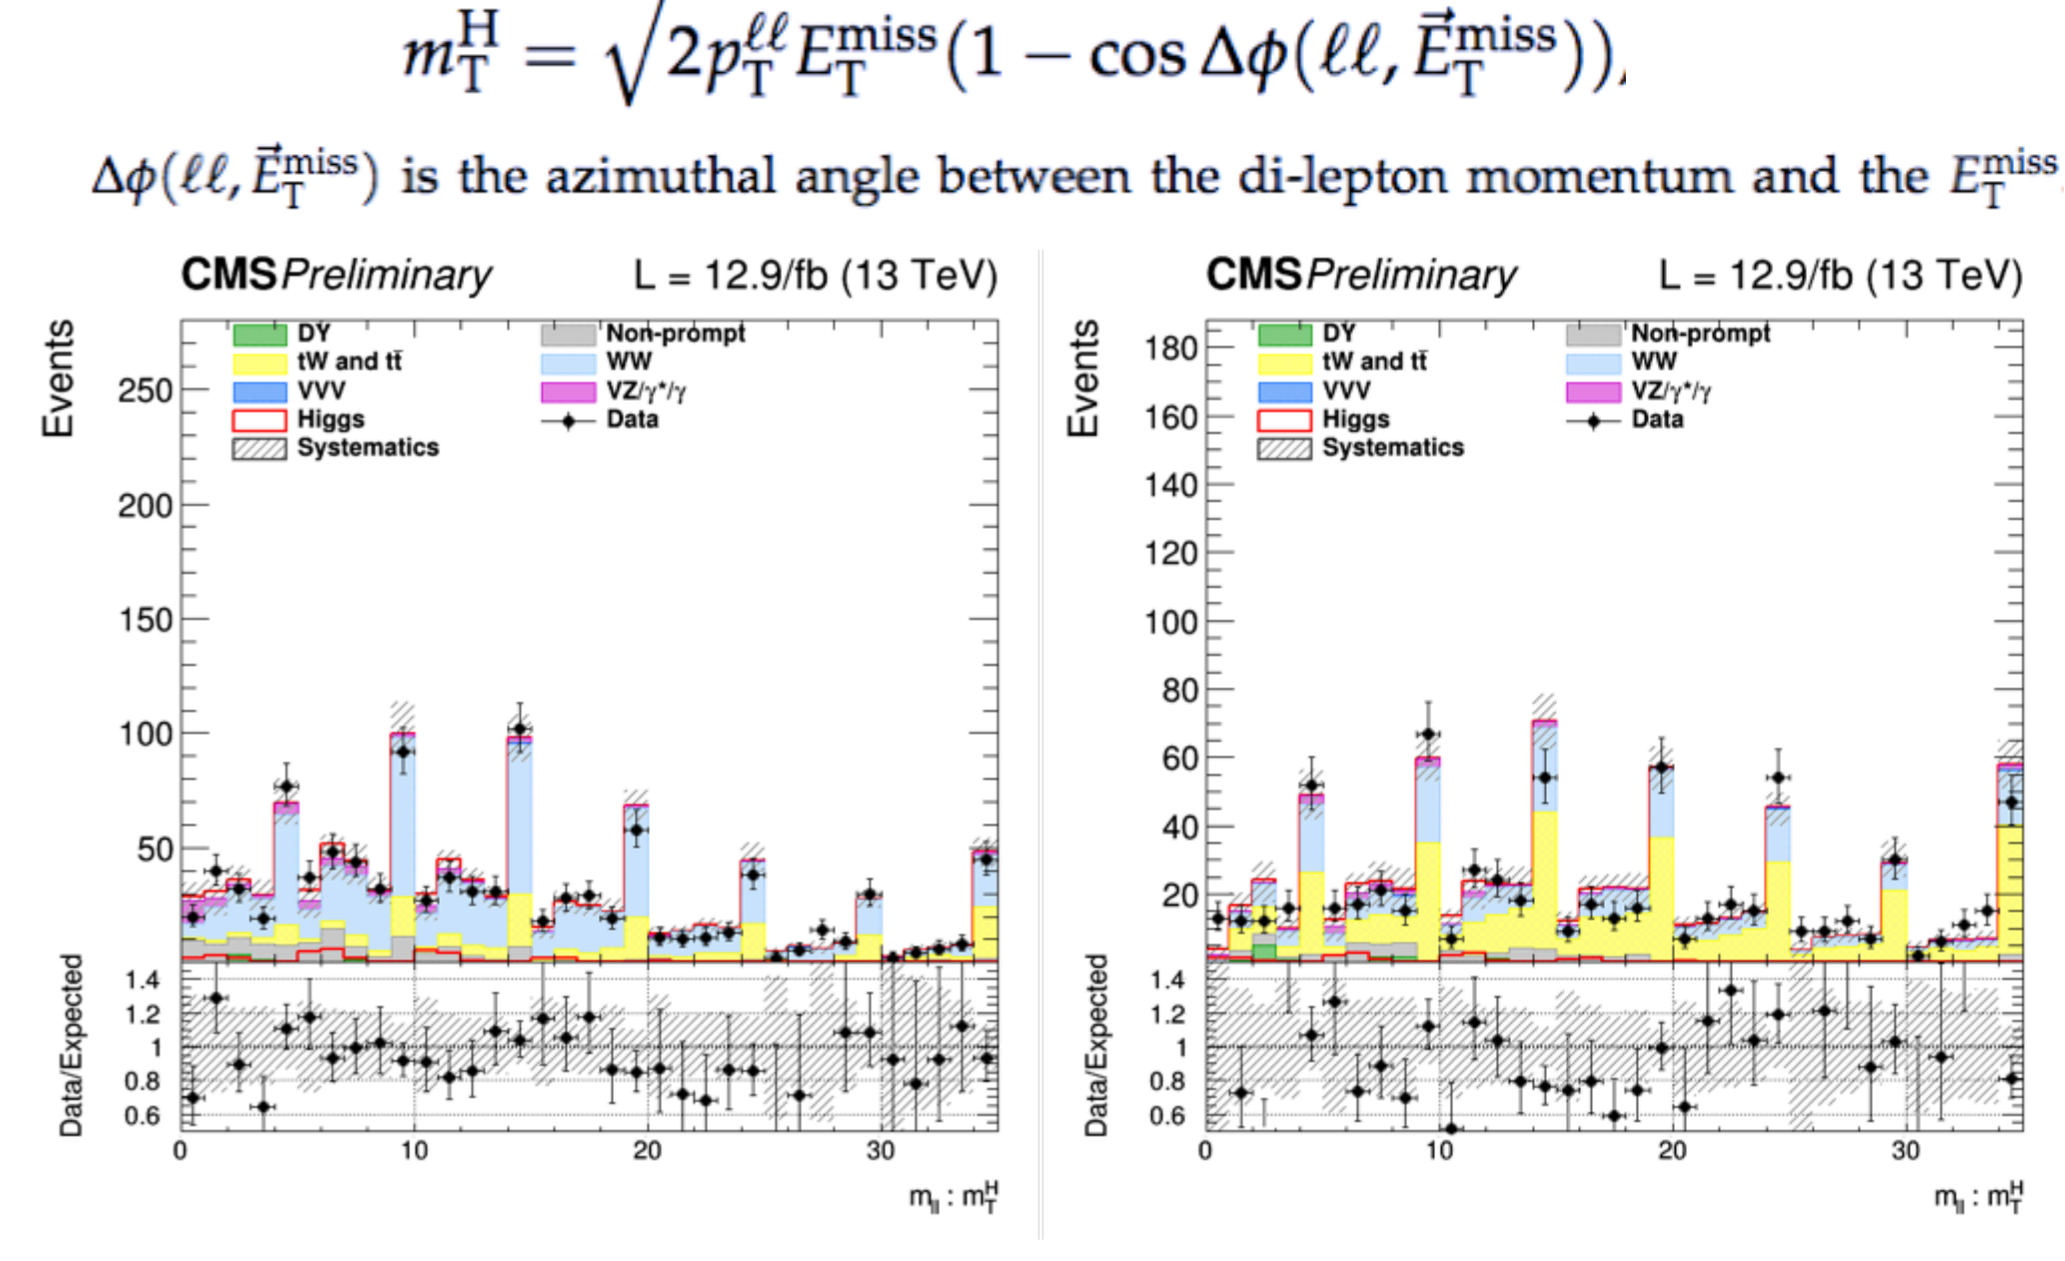 m_T^H = √2p_T^ℓℓ E_T^miss(1 − cos Δϕ(ℓℓ, E⃗_T^miss)),
Δϕ(ℓℓ, E⃗_T^miss) is the azimuthal angle between the di-lepton momentum and the E_T^miss.
CMS Preliminary L = 12.9/fb (13 TeV)
Events
DY Non-prompt
tW and tt̄ WW
VVV VZ/γ*/γ
Higgs Data
Systematics
250
200
150
100
50
Data/Expected
1.4
1.2
1
0.8
0.6
0 10 20 30
m_ll : m_T^H
CMS Preliminary L = 12.9/fb (13 TeV)
Events
DY Non-prompt
tW and tt̄ WW
VVV VZ/γ*/γ
Higgs Data
Systematics
180
160
140
120
100
80
60
40
20
Data/Expected
1.4
1.2
1
0.8
0.6
0 10 20 30
m_ll : m_T^H